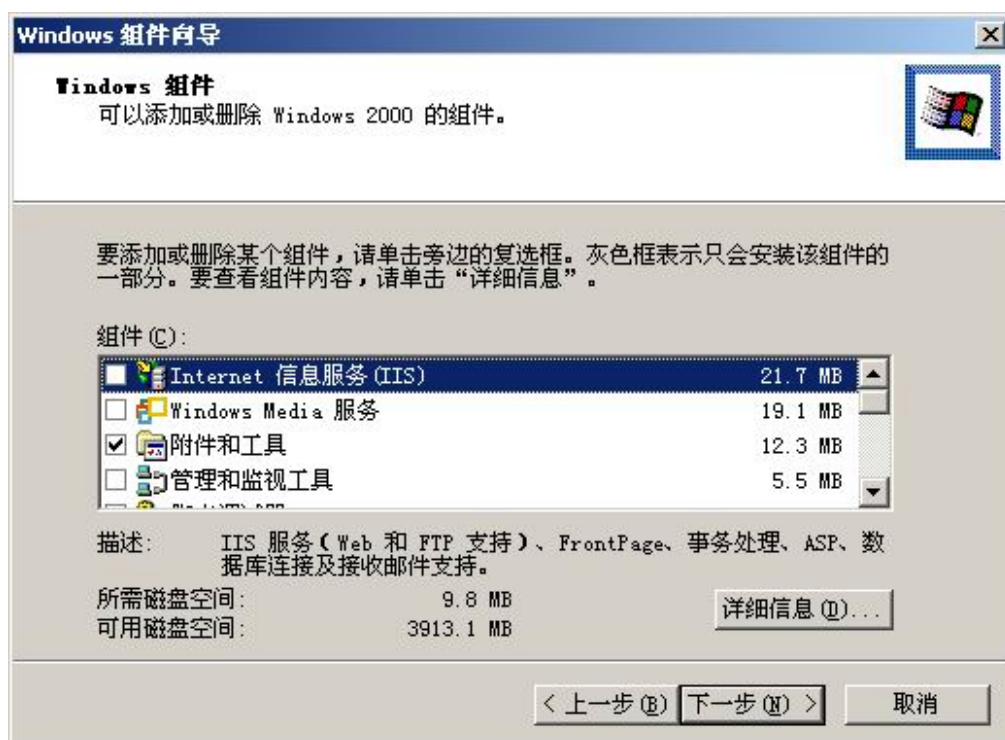 Windows 组件向导
Windows 组件
可以添加或删除 Windows 2000 的组件。
要添加或删除某个组件，请单击旁边的复选框。灰色框表示只会安装该组件的
一部分。要查看组件内容，请单击“详细信息”。
组件(C):
Internet 信息服务(IIS) 21.7 MB
Windows Media 服务 19.1 MB
附件和工具 12.3 MB
管理和监视工具 5.5 MB
描述: IIS 服务(Web 和 FTP 支持)、FrontPage、事务处理、ASP、数
据库连接及接收邮件支持。
所需磁盘空间: 9.8 MB
可用磁盘空间: 3913.1 MB
详细信息(D)...
< 上一步(B) 下一步(N) > 取消